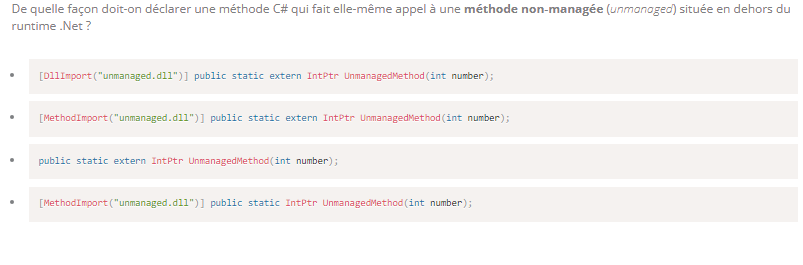 De quelle façon doit-on déclarer une méthode C# qui fait elle-même appel à une méthode non-managée (unmanaged) située en dehors du
runtime .Net ?
[DllImport("unmanaged.dll")] public static extern IntPtr UnmanagedMethod(int number);
[MethodImport("unmanaged.dll")] public static extern IntPtr UnmanagedMethod(int number);
public static extern IntPtr UnmanagedMethod(int number);
[MethodImport("unmanaged.dll")] public static IntPtr UnmanagedMethod(int number);